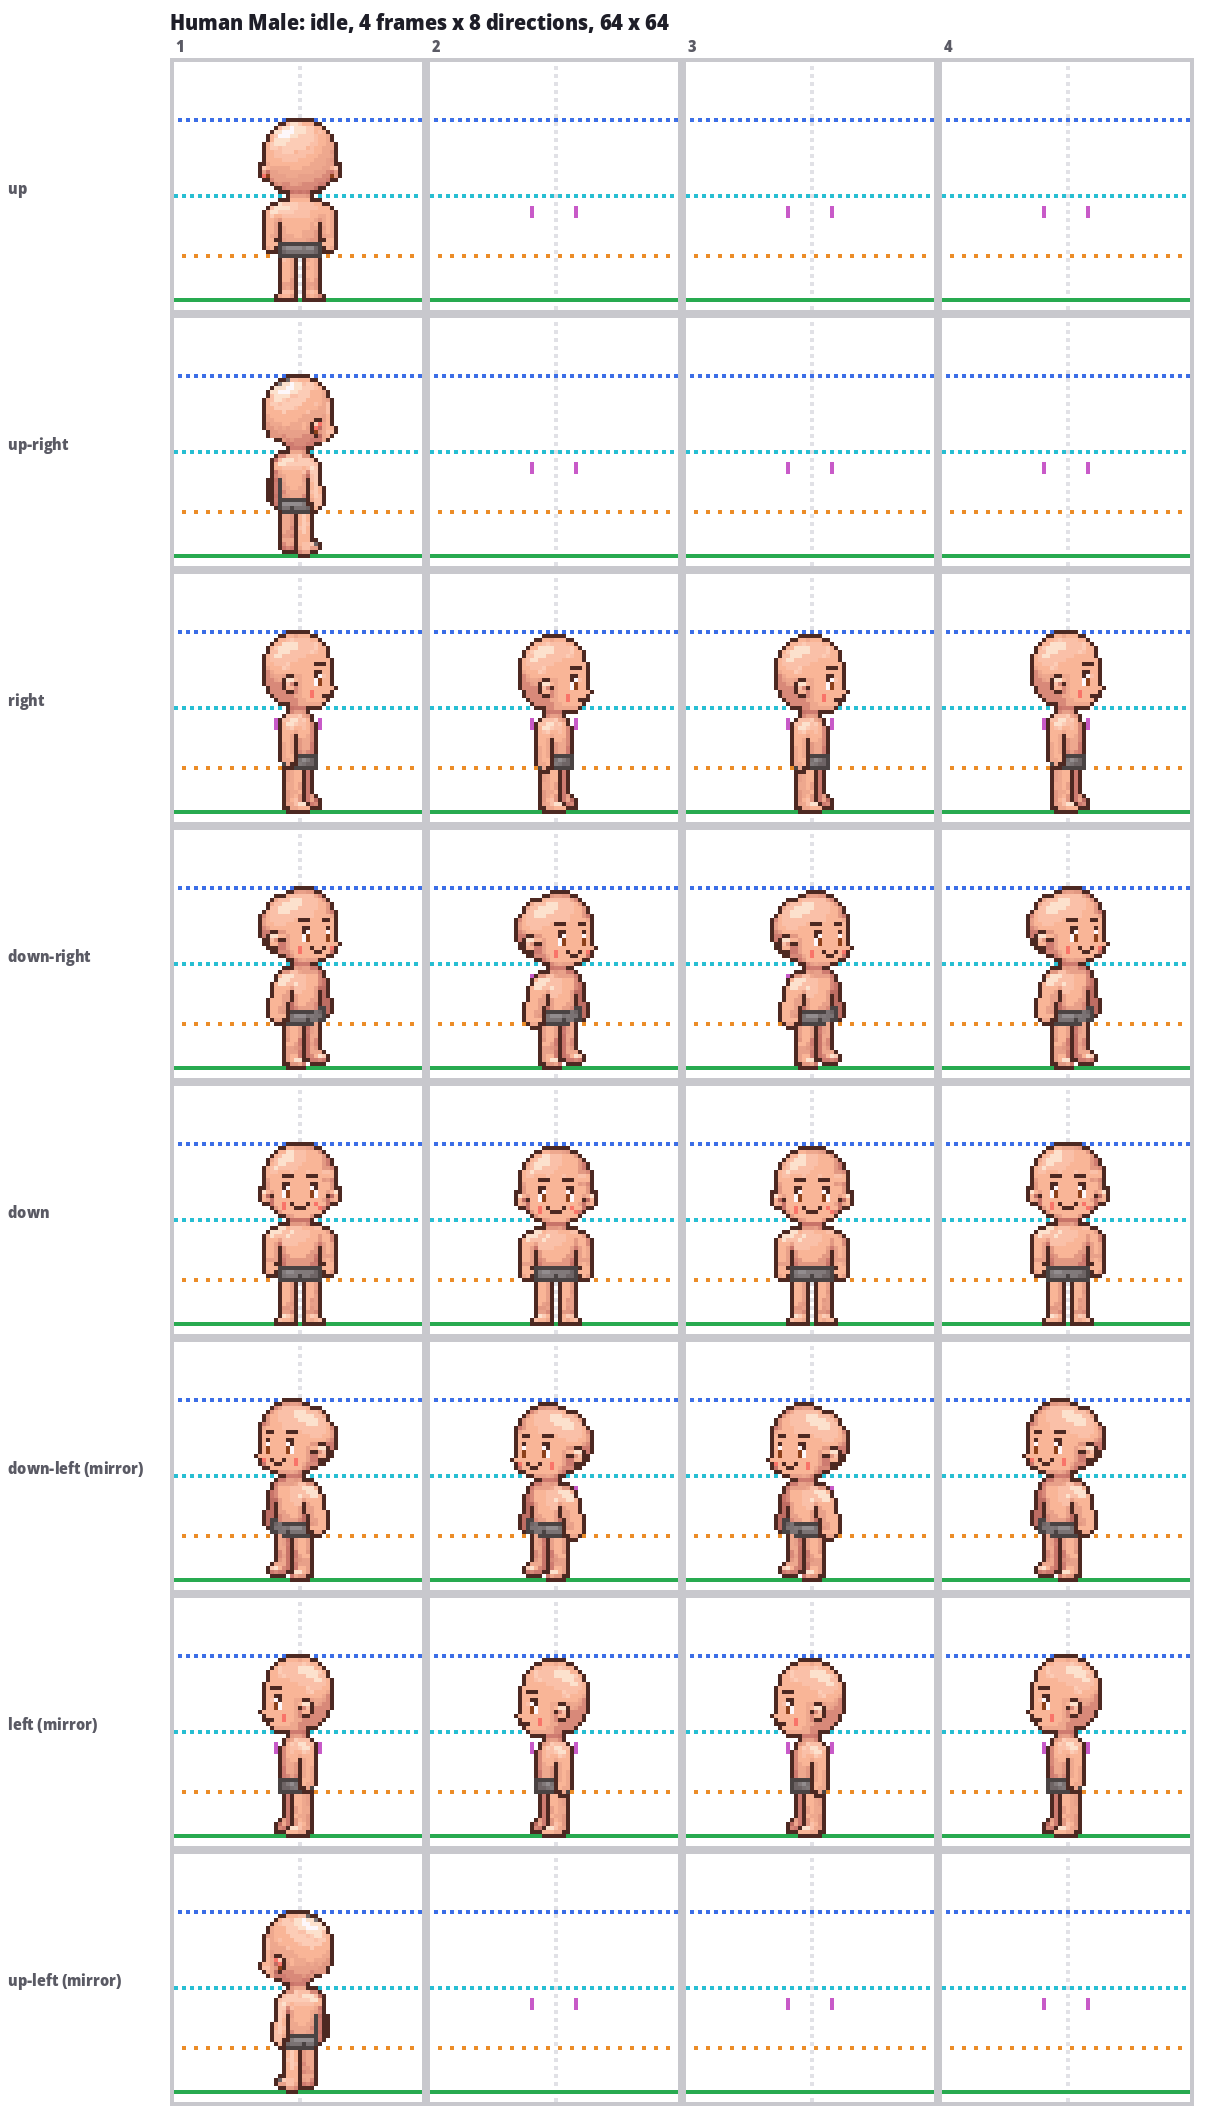 Human Male: idle, 4 frames x 8 directions, 64 x 64
1 2 3 4
up
up-right
right
down-right
down
down-left (mirror)
left (mirror)
up-left (mirror)